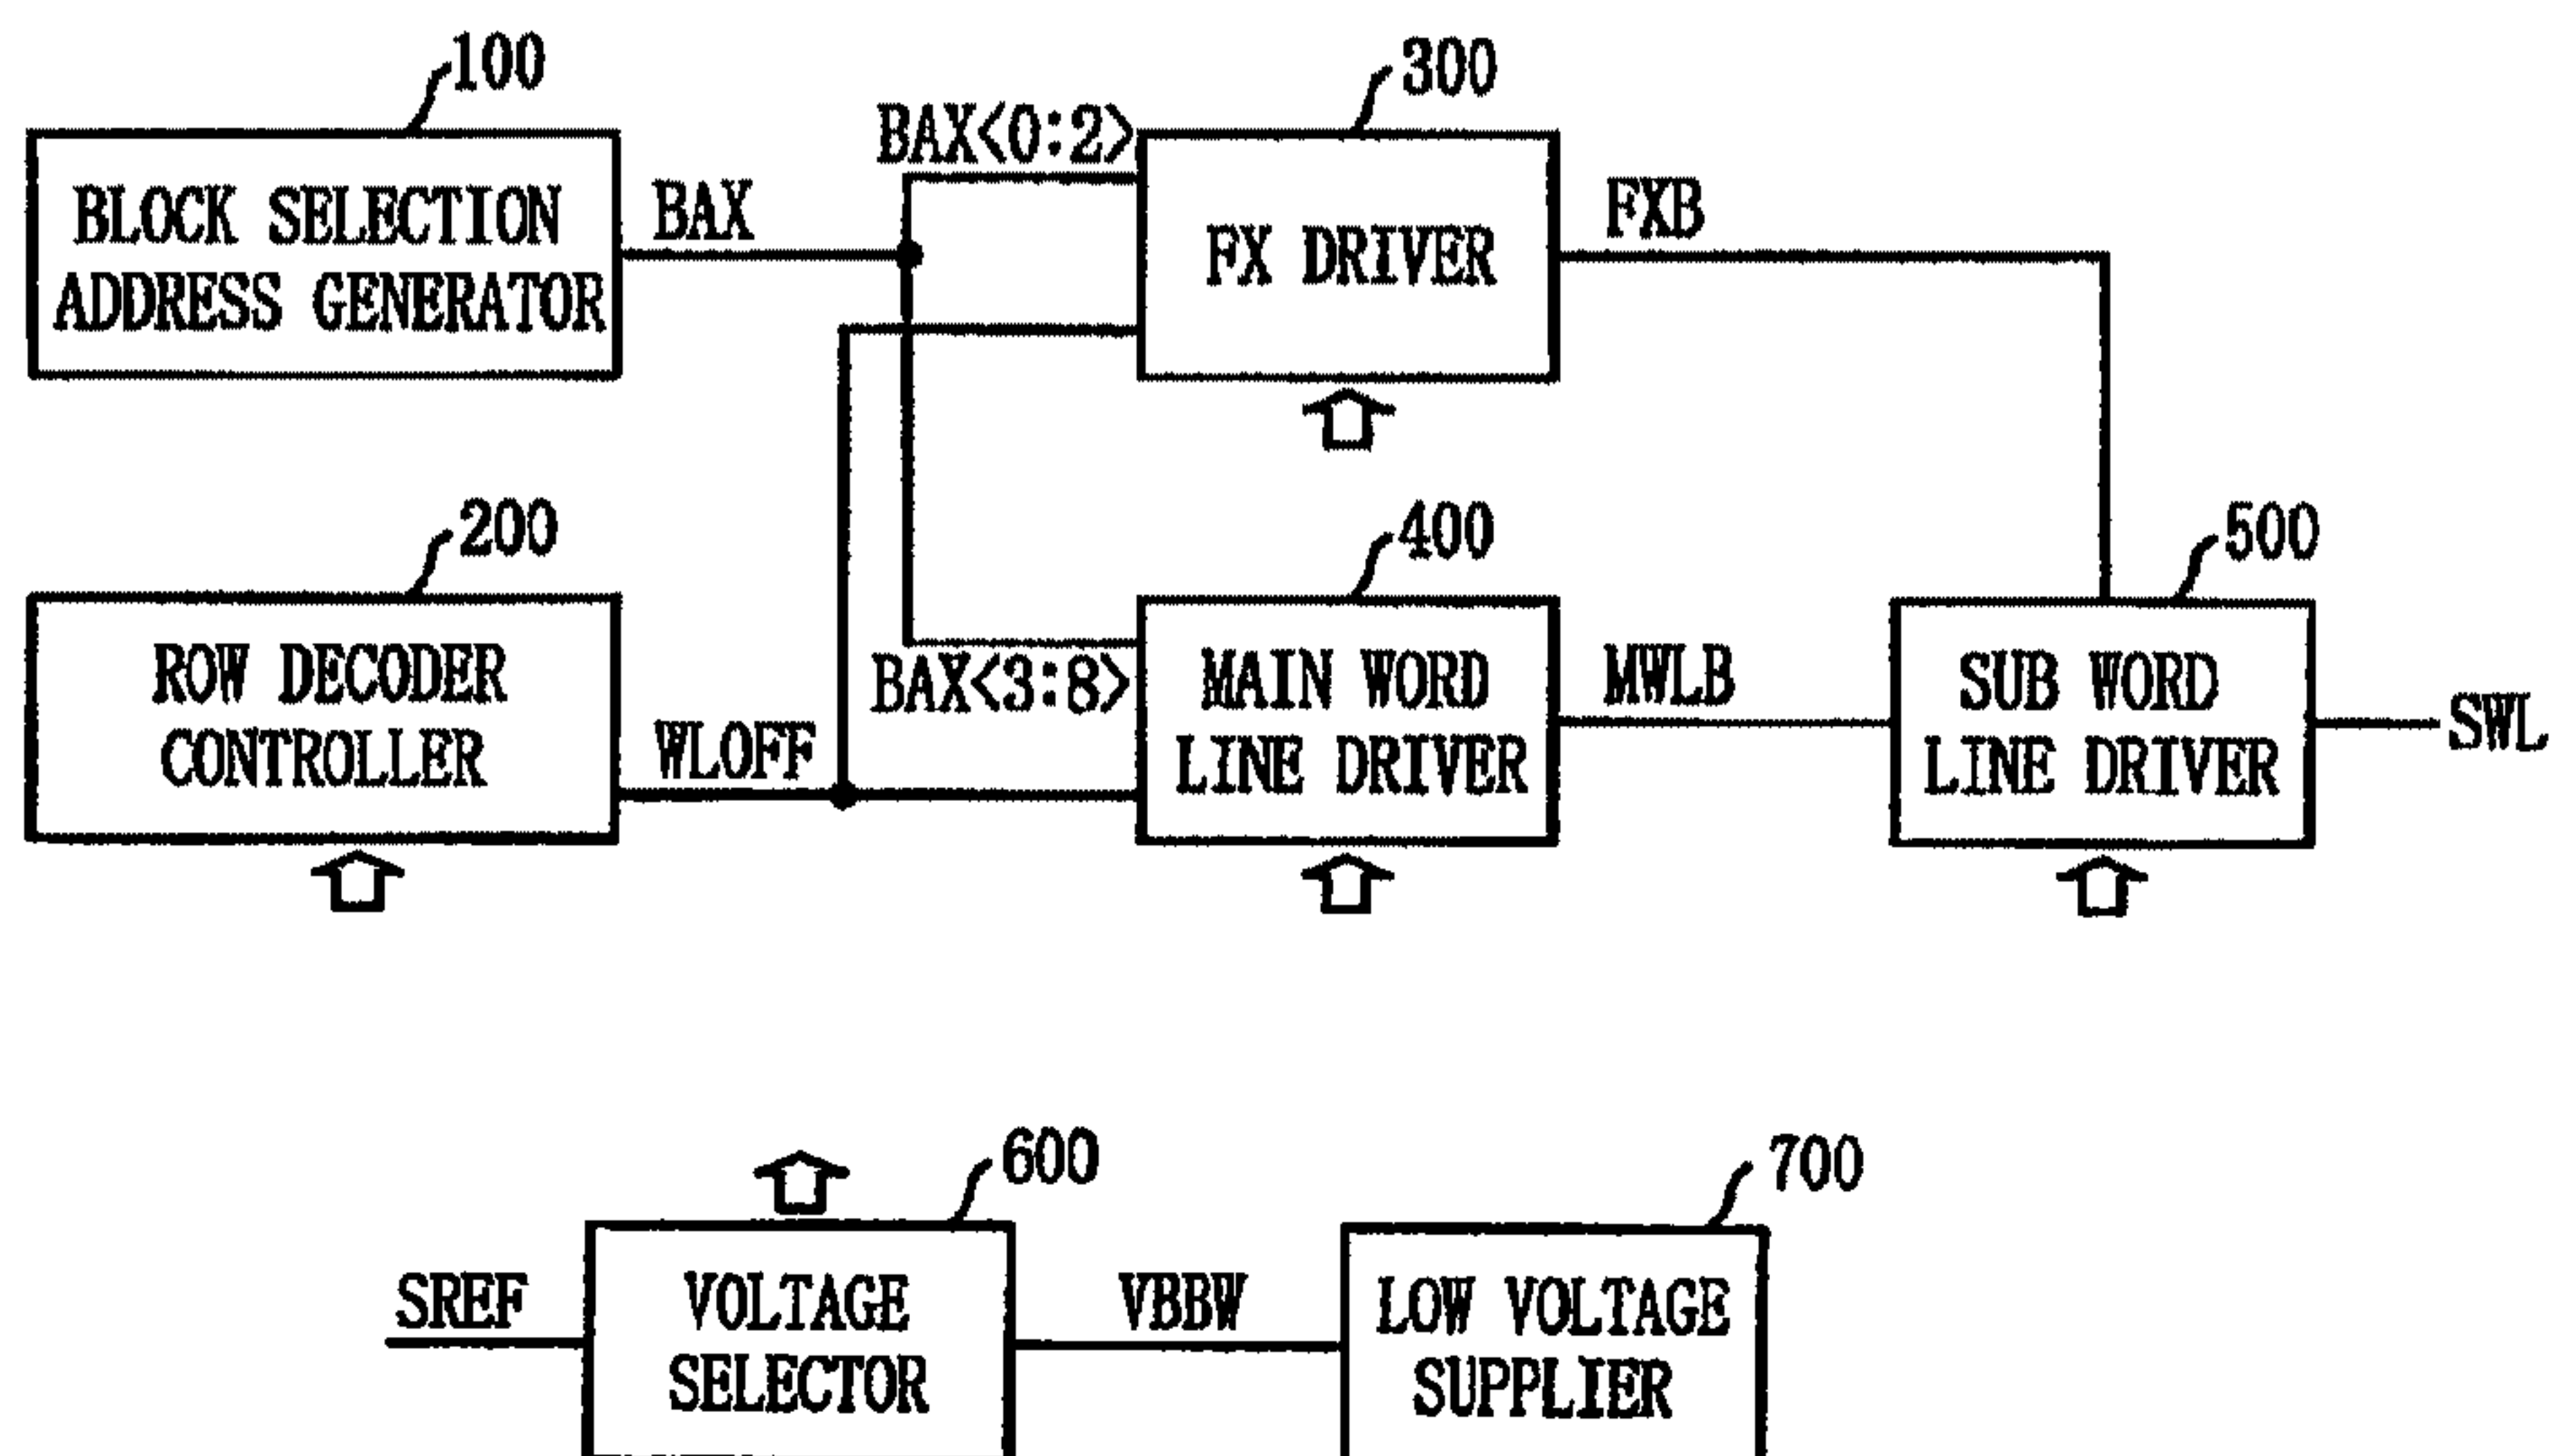 100
BLOCK SELECTION
ADDRESS GENERATOR
BAX
BAX<0:2>
300
FX DRIVER
FXB
200
ROW DECODER
CONTROLLER
WLOFF
BAX<3:8>
400
MAIN WORD
LINE DRIVER
MWLB
500
SUB WORD
LINE DRIVER
SWL
600
SREF
VOLTAGE
SELECTOR
VBBW
700
LOW VOLTAGE
SUPPLIER